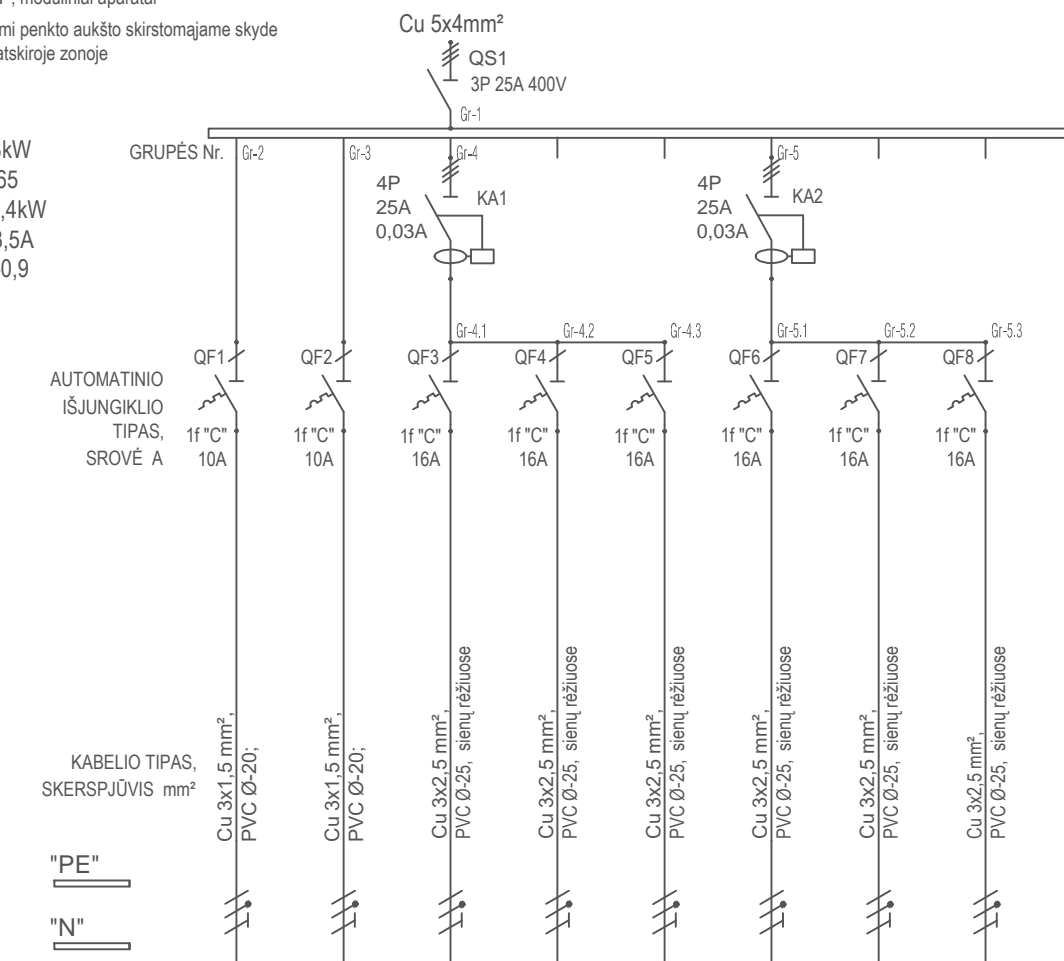 moduliniai aparatai
mi penkto aukšto skirstomajame skyde
atskiroje zonoje
Cu 5x4mm²
QS1
3P 25A 400V
Gr-1
kW
65
,4kW
,5A
0,9
GRUPĖS Nr.
Gr-2
Gr-3
Gr-4
Gr-5
4P
25A
0,03A
KA1
4P
25A
0,03A
KA2
Gr-4.1
Gr-4.2
Gr-4.3
Gr-5.1
Gr-5.2
Gr-5.3
QF1
QF2
QF3
QF4
QF5
QF6
QF7
QF8
AUTOMATINIO
IŠJUNGIKLIO
TIPAS,
SROVĖ A
1f "C"
10A
1f "C"
10A
1f "C"
16A
1f "C"
16A
1f "C"
16A
1f "C"
16A
1f "C"
16A
1f "C"
16A
KABELIO TIPAS,
SKERSPJŪVIS mm²
Cu 3x1,5 mm²,
PVC Ø-20;
Cu 3x1,5 mm²,
PVC Ø-20;
Cu 3x2,5 mm²,
PVC Ø-25, sienų rėžiuose
Cu 3x2,5 mm²,
PVC Ø-25, sienų rėžiuose
Cu 3x2,5 mm²,
PVC Ø-25, sienų rėžiuose
Cu 3x2,5 mm²,
PVC Ø-25, sienų rėžiuose
Cu 3x2,5 mm²,
PVC Ø-25, sienų rėžiuose
Cu 3x2,5 mm²,
PVC Ø-25, sienų rėžiuose
"PE"
"N"